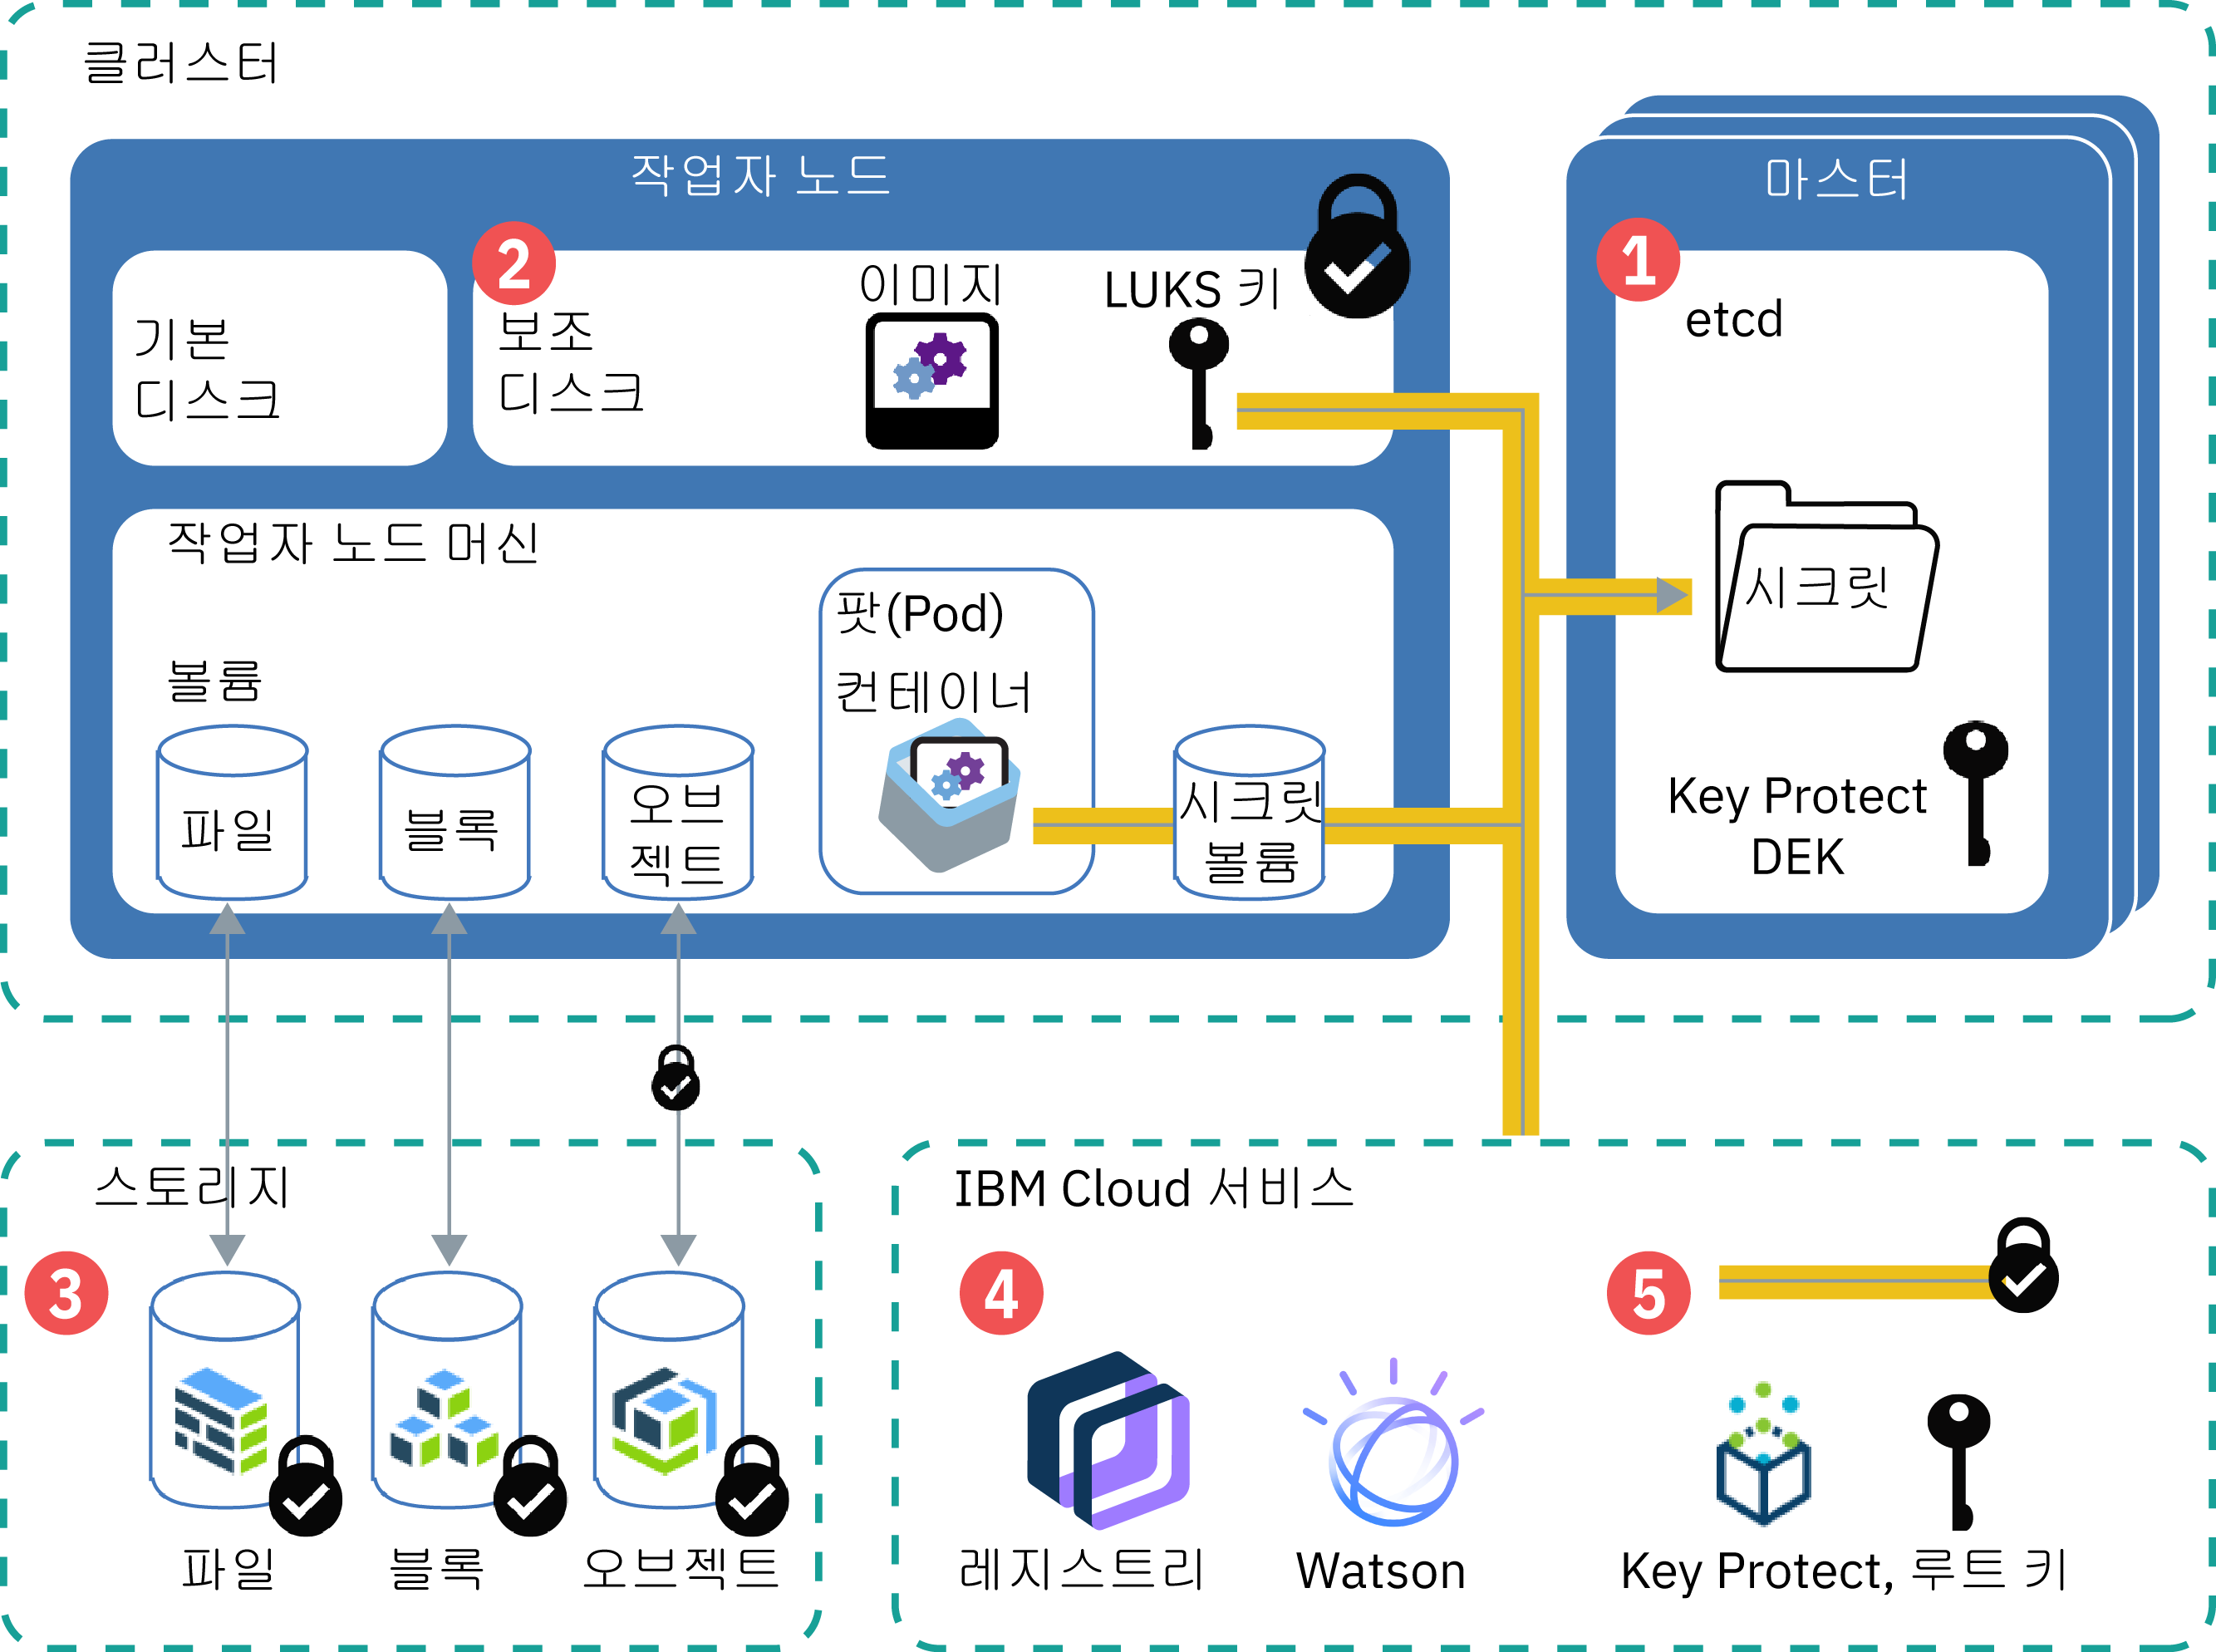 클러스터
작업자 노드
마스터
2
1
이미지
LUKS 키
기본
디스크
보조
디스크
etcd
작업자 노드 머신
팟(Pod)
시크릿
컨테이너
볼륨
파일
블록
오브
젝트
시크릿
볼륨
Key Protect
DEK
스토리지
IBM Cloud 서비스
3
4
5
파일
블록
오브젝트
레지스트리
Watson
Key Protect, 루트 키